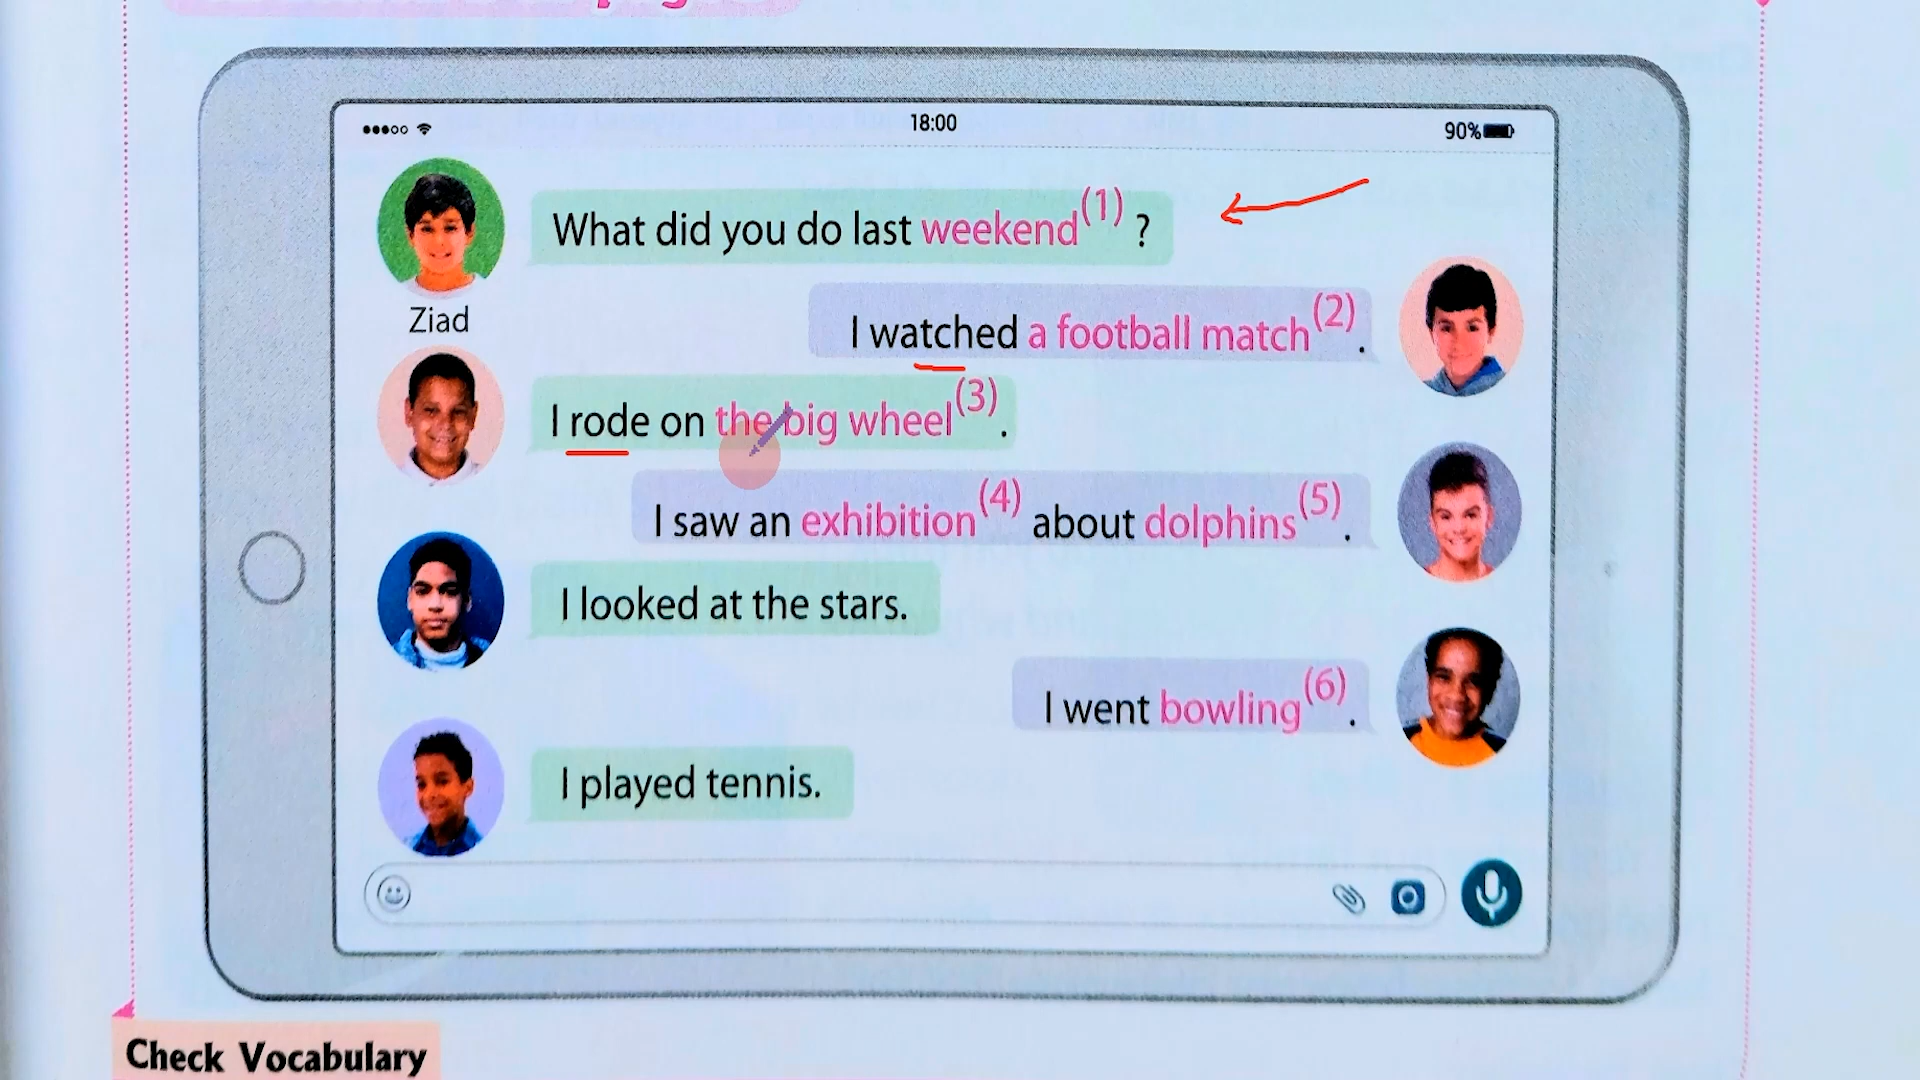 18:00
90%
What did you do last weekend(1) ?
Ziad
I watched a football match(2).
I rode on the big wheel(3).
I saw an exhibition(4) about dolphins(5).
I looked at the stars.
I went bowling(6).
I played tennis.
Check Vocabulary